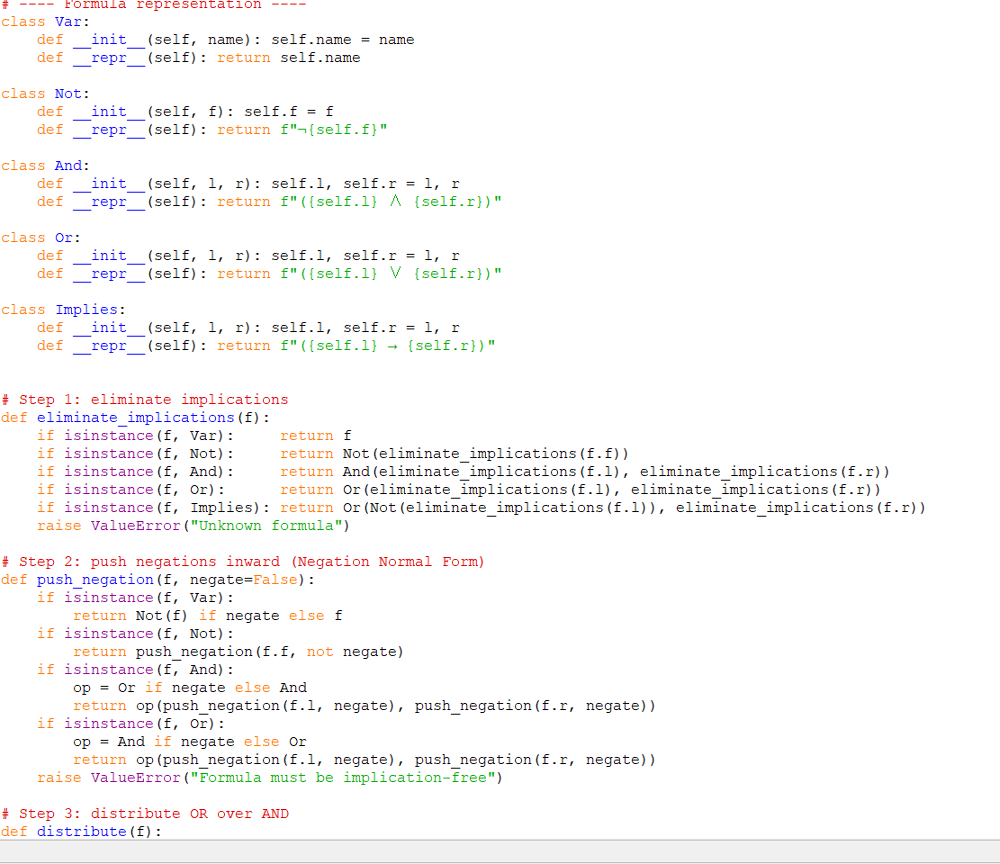 # ---- Formula representation ----
class Var:
    def __init__(self, name): self.name = name
    def __repr__(self): return self.name

class Not:
    def __init__(self, f): self.f = f
    def __repr__(self): return f"¬{self.f}"

class And:
    def __init__(self, l, r): self.l, self.r = l, r
    def __repr__(self): return f"({self.l} ∧ {self.r})"

class Or:
    def __init__(self, l, r): self.l, self.r = l, r
    def __repr__(self): return f"({self.l} ∨ {self.r})"

class Implies:
    def __init__(self, l, r): self.l, self.r = l, r
    def __repr__(self): return f"({self.l} → {self.r})"


# Step 1: eliminate implications
def eliminate_implications(f):
    if isinstance(f, Var):     return f
    if isinstance(f, Not):     return Not(eliminate_implications(f.f))
    if isinstance(f, And):     return And(eliminate_implications(f.l), eliminate_implications(f.r))
    if isinstance(f, Or):      return Or(eliminate_implications(f.l), eliminate_implications(f.r))
    if isinstance(f, Implies): return Or(Not(eliminate_implications(f.l)), eliminate_implications(f.r))
    raise ValueError("Unknown formula")

# Step 2: push negations inward (Negation Normal Form)
def push_negation(f, negate=False):
    if isinstance(f, Var):
        return Not(f) if negate else f
    if isinstance(f, Not):
        return push_negation(f.f, not negate)
    if isinstance(f, And):
        op = Or if negate else And
        return op(push_negation(f.l, negate), push_negation(f.r, negate))
    if isinstance(f, Or):
        op = And if negate else Or
        return op(push_negation(f.l, negate), push_negation(f.r, negate))
    raise ValueError("Formula must be implication-free")

# Step 3: distribute OR over AND
def distribute(f):